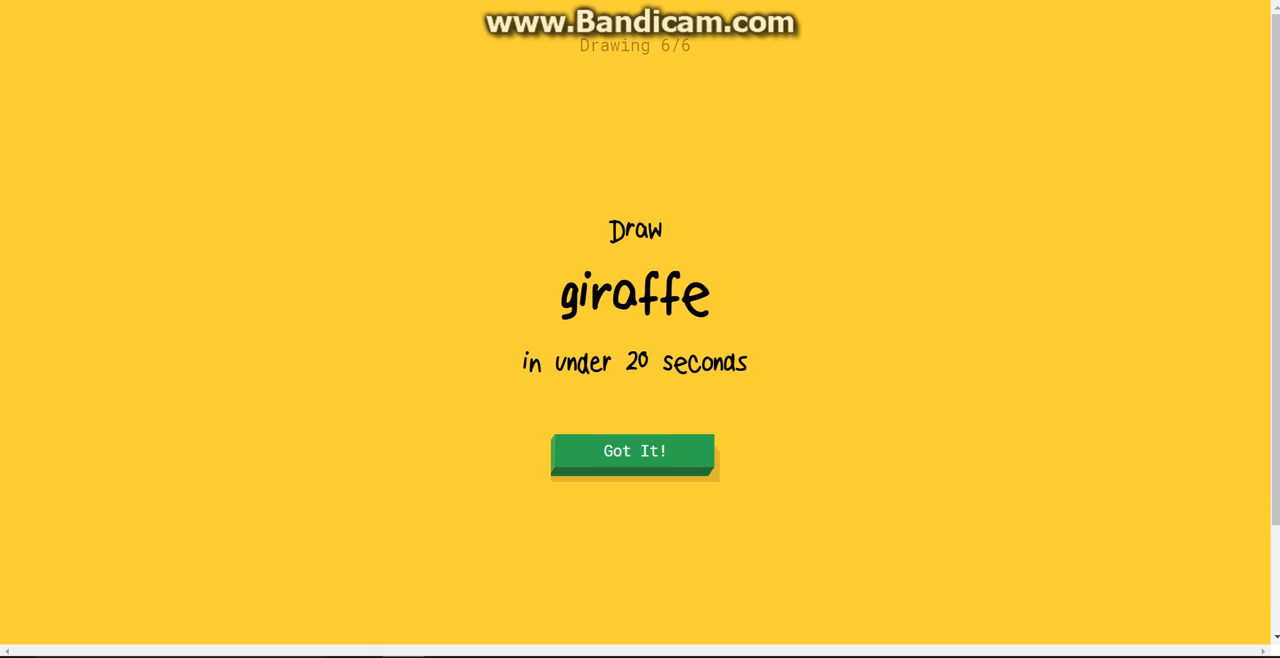 www.Bandicam.com
Drawing 6/6
Draw
giraffe
in under 20 seconds
Got It!